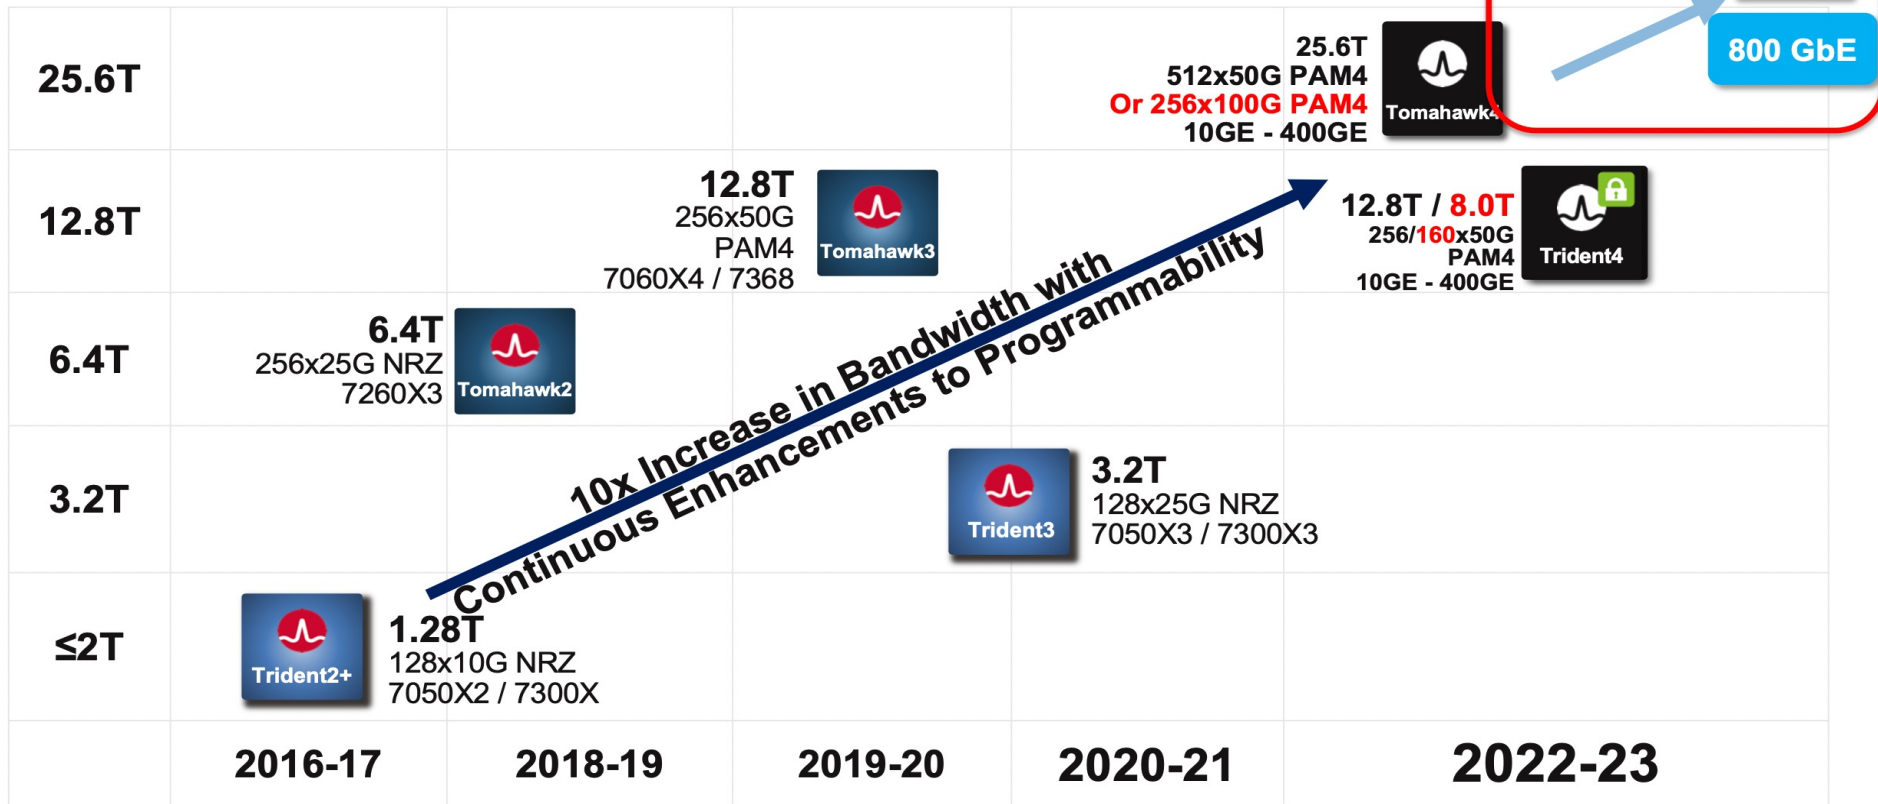 25.6T
25.6T
512x50G PAM4
Or 256x100G PAM4
10GE - 400GE
Tomahawk4
800 GbE
12.8T
12.8T
256x50G
PAM4
7060X4 / 7368
Tomahawk3
12.8T / 8.0T
256/160x50G
PAM4
10GE - 400GE
Trident4
10x Increase in Bandwidth with
Continuous Enhancements to Programmability
6.4T
6.4T
256x25G NRZ
7260X3
Tomahawk2
3.2T
Trident3
3.2T
128x25G NRZ
7050X3 / 7300X3
≤2T
Trident2+
1.28T
128x10G NRZ
7050X2 / 7300X
2016-17
2018-19
2019-20
2020-21
2022-23